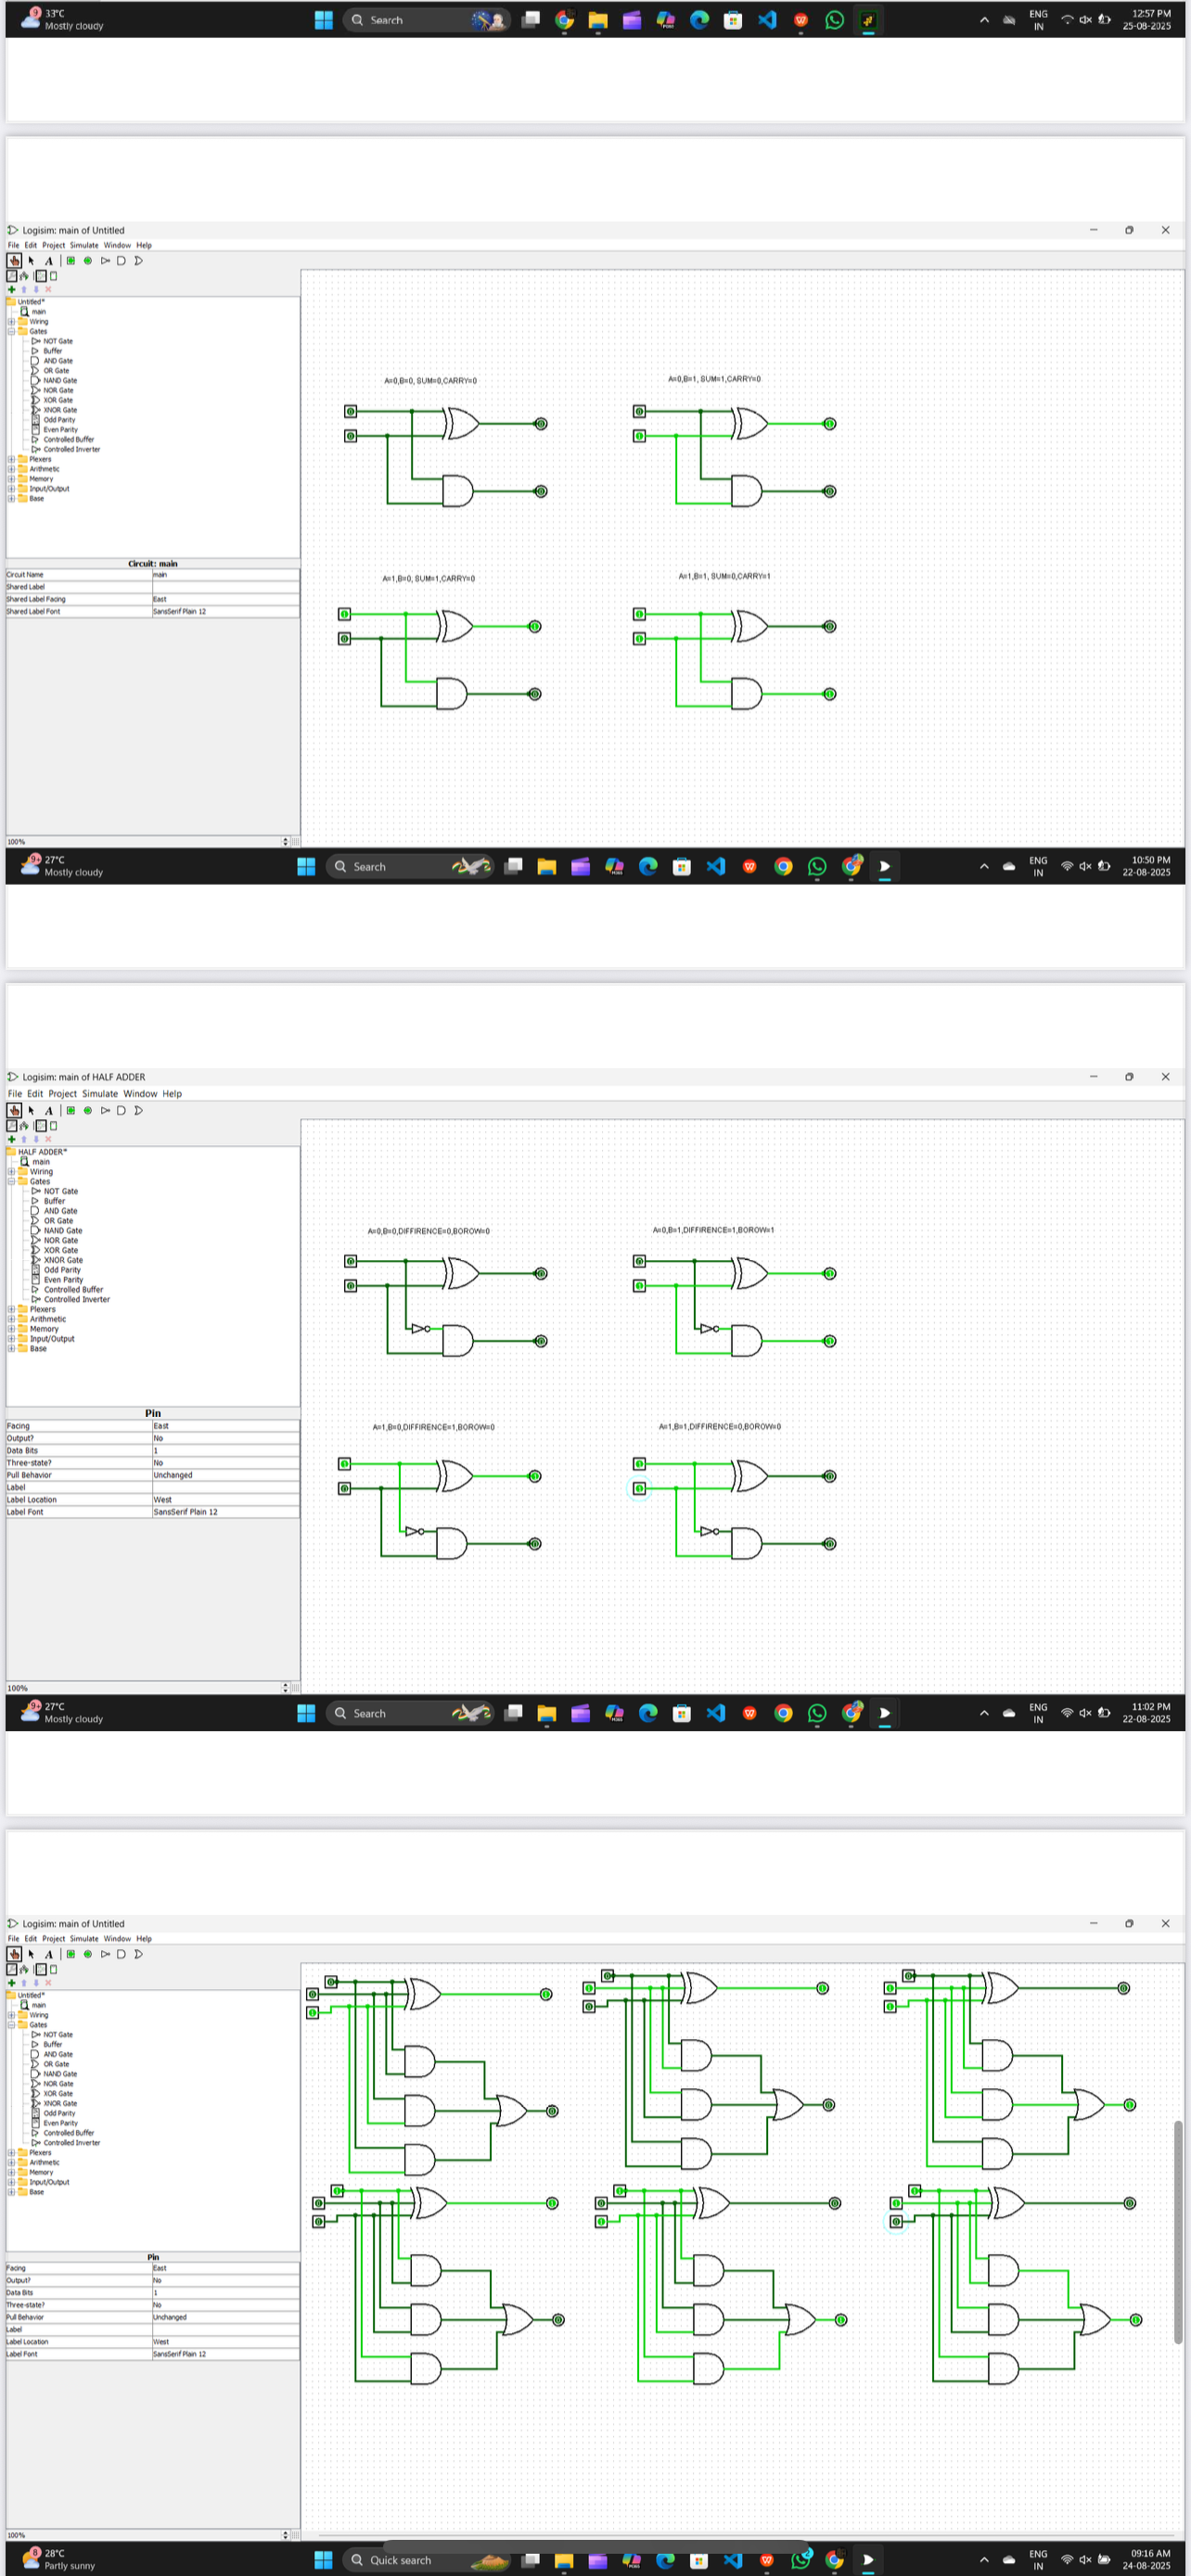 9 33°C
Mostly cloudy
Search
ENG
IN
12:57 PM
25-08-2025
Logisim: main of Untitled
File Edit Project Simulate Window Help
A
Untitled*
main
Wiring
Gates
NOT Gate
Buffer
AND Gate
OR Gate
NAND Gate
NOR Gate
XOR Gate
XNOR Gate
Odd Parity
Even Parity
Controlled Buffer
Controlled Inverter
Plexers
Arithmetic
Memory
Input/Output
Base
Circuit: main
Circuit Name main
Shared Label
Shared Label Facing East
Shared Label Font SansSerif Plain 12
100%
A=0,B=0, SUM=0,CARRY=0
A=0,B=1, SUM=1,CARRY=0
A=1,B=0, SUM=1,CARRY=0
A=1,B=1, SUM=0,CARRY=1
9+ 27°C
Mostly cloudy
Search
ENG
IN
10:50 PM
22-08-2025
Logisim: main of HALF ADDER
File Edit Project Simulate Window Help
A
HALF ADDER*
main
Wiring
Gates
NOT Gate
Buffer
AND Gate
OR Gate
NAND Gate
NOR Gate
XOR Gate
XNOR Gate
Odd Parity
Even Parity
Controlled Buffer
Controlled Inverter
Plexers
Arithmetic
Memory
Input/Output
Base
Pin
Facing East
Output? No
Data Bits 1
Three-state? No
Pull Behavior Unchanged
Label
Label Location West
Label Font SansSerif Plain 12
100%
A=0,B=0,DIFFIRENCE=0,BOROW=0
A=0,B=1,DIFFIRENCE=1,BOROW=1
A=1,B=0,DIFFIRENCE=1,BOROW=0
A=1,B=1,DIFFIRENCE=0,BOROW=0
9+ 27°C
Mostly cloudy
Search
ENG
IN
11:02 PM
22-08-2025
Logisim: main of Untitled
File Edit Project Simulate Window Help
A
Untitled*
main
Wiring
Gates
NOT Gate
Buffer
AND Gate
OR Gate
NAND Gate
NOR Gate
XOR Gate
XNOR Gate
Odd Parity
Even Parity
Controlled Buffer
Controlled Inverter
Plexers
Arithmetic
Memory
Input/Output
Base
Pin
Facing East
Output? No
Data Bits 1
Three-state? No
Pull Behavior Unchanged
Label
Label Location West
Label Font SansSerif Plain 12
100%
8 28°C
Partly sunny
Quick search
ENG
IN
09:16 AM
24-08-2025